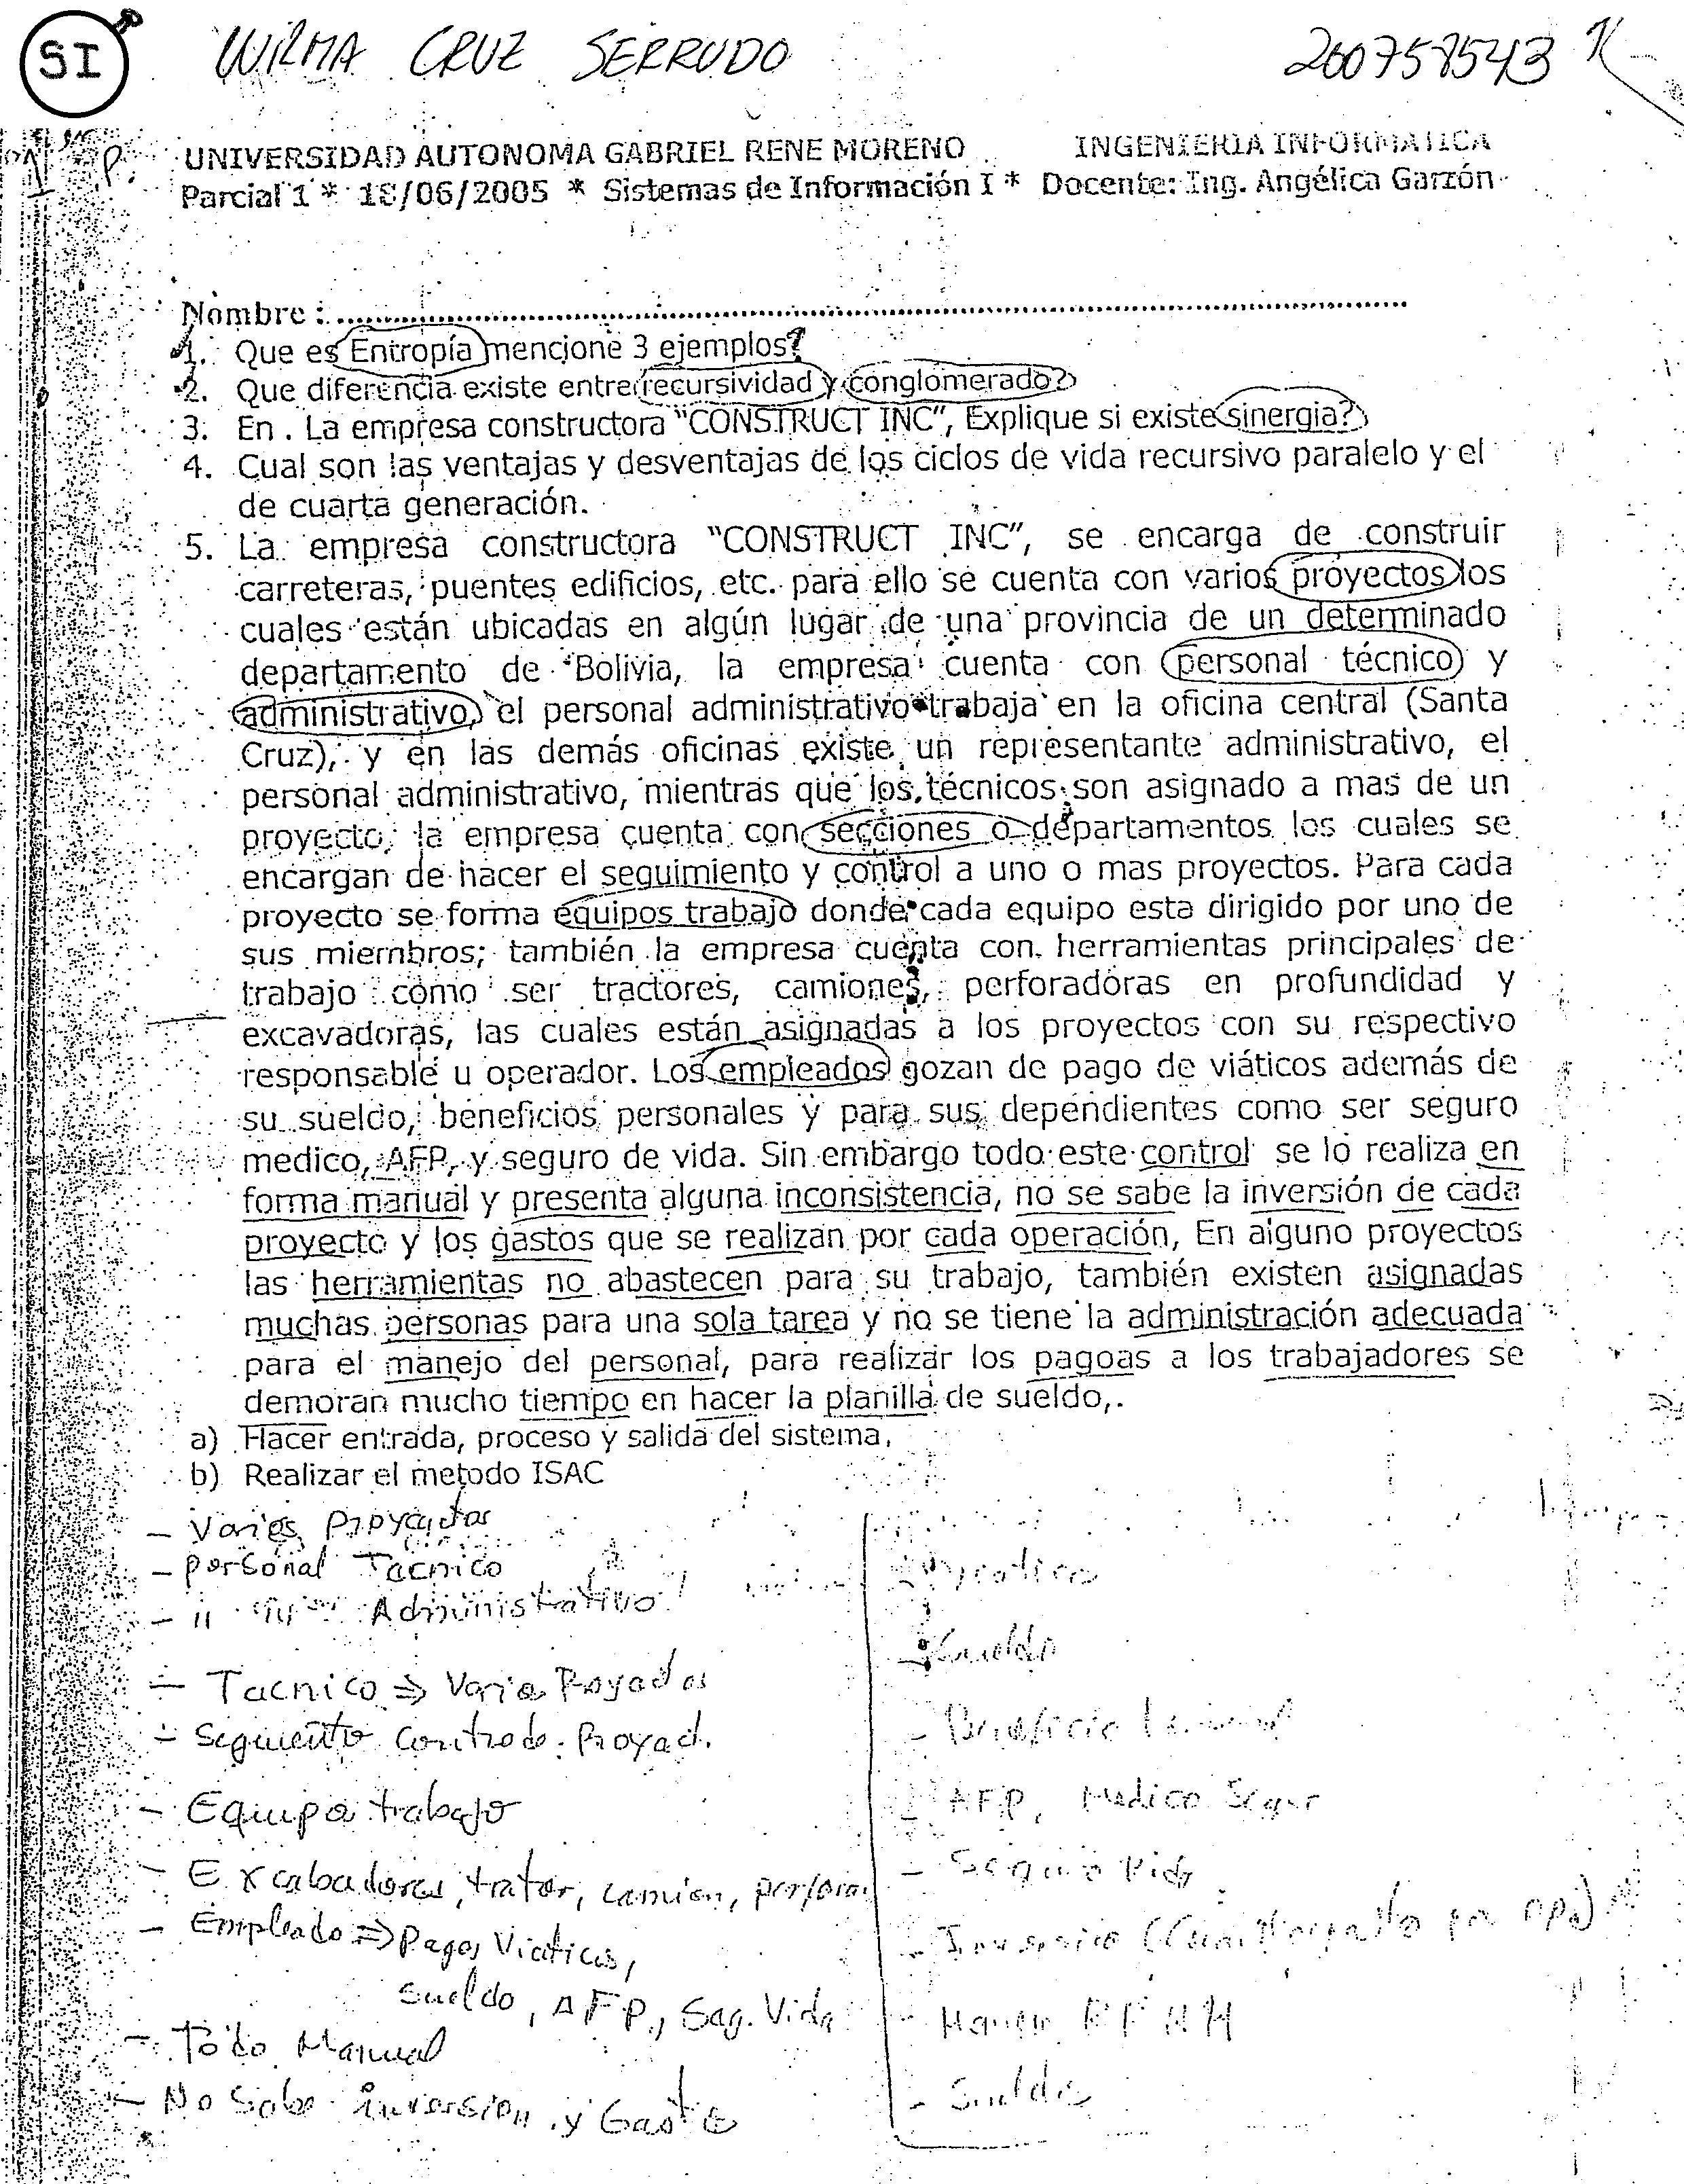 SI
WILMA CRUZ SERRUDO
UNIVERSIDAD AUTONOMA GABRIEL RENE MORENO INGENIERIA INFORMATICA
Parcial 1 * 18/06/2005 * Sistemas de Información I * Docente: Ing. Angélica Garzón
Nombre :
1. Que es Entropía mencione 3 ejemplos?
2. Que diferencia existe entre recursividad y conglomerado?
3. En . La empresa constructora "CONSTRUCT INC", Explique si existe sinergia?
4. Cual son las ventajas y desventajas de los ciclos de vida recursivo paralelo y el
de cuarta generación.
5. La empresa constructora "CONSTRUCT INC", se encarga de construir
carreteras, puentes edificios, etc. para ello se cuenta con varios proyectos los
cuales están ubicadas en algún lugar de una provincia de un determinado
departamento de Bolivia, la empresa cuenta con personal técnico y
administrativo, el personal administrativo trabaja en la oficina central (Santa
Cruz), y en las demás oficinas existe un representante administrativo, el
personal administrativo, mientras que los técnicos son asignado a mas de un
proyecto, la empresa cuenta con secciones o departamentos los cuales se
encargan de hacer el seguimiento y control a uno o mas proyectos. Para cada
proyecto se forma equipos trabajo donde cada equipo esta dirigido por uno de
sus miembros; también la empresa cuenta con herramientas principales de
trabajo como ser tractores, camiones, perforadoras en profundidad y
excavadoras, las cuales están asignadas a los proyectos con su respectivo
responsable u operador. Los empleados gozan de pago de viáticos además de
su sueldo, beneficios personales y para sus dependientes como ser seguro
medico, AFP, y seguro de vida. Sin embargo todo este control se lo realiza en
forma manual y presenta alguna inconsistencia, no se sabe la inversión de cada
proyecto y los gastos que se realizan por cada operación, En alguno proyectos
las herramientas no abastecen para su trabajo, también existen asignadas
muchas personas para una sola tarea y no se tiene la administración adecuada
para el manejo del personal, para realizar los pagoas a los trabajadores se
demoran mucho tiempo en hacer la planilla de sueldo,.
a) Hacer entrada, proceso y salida del sistema.
b) Realizar el metodo ISAC
- Varios
- personal Tecnico
- " " Administrativo
- Tecnico ⇒
- Proyect.
- Equipo trabajo
- Excabadoras, trator, camion,
- Empleado ⇒ Pagos Viaticos,
Sueldo, AFP, Seg. Vida
- Todo Manual
- No Sabe inversion y Gasto
- Viatico
- Sueldo
- Beneficio
- AFP, Medico Segur
- Seguro Vida
- RR HH
- Sueldo